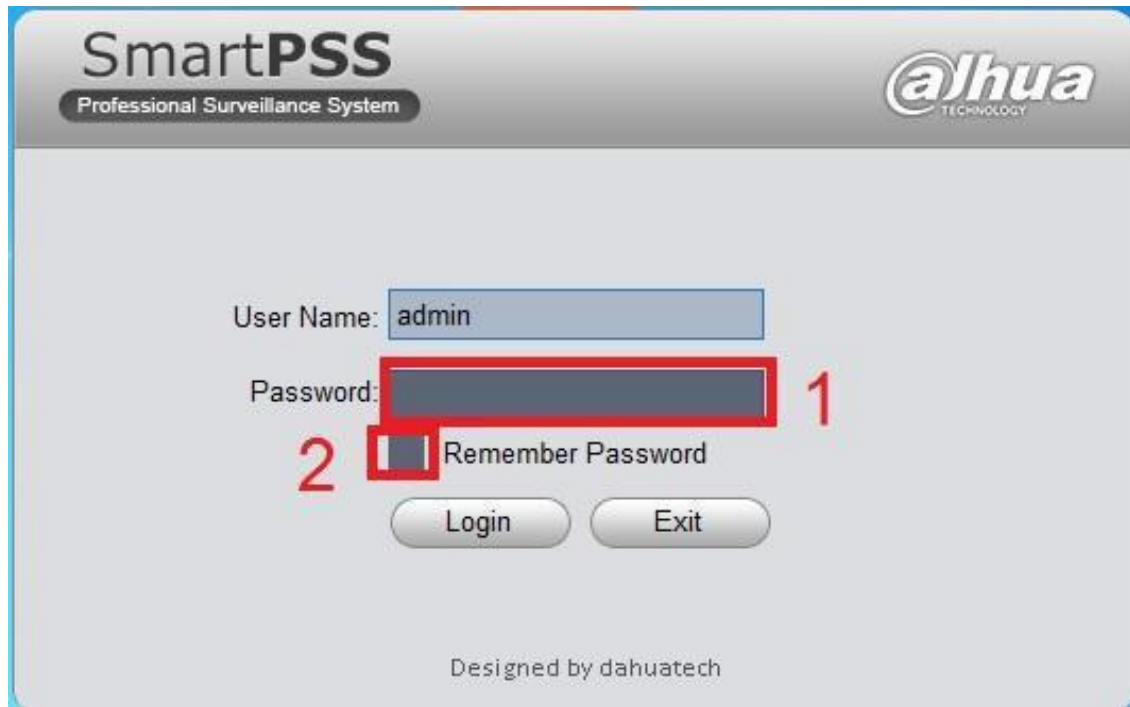 SmartPSS
Professional Surveillance System
alhua
TECHNOLOGY
User Name: admin
Password: 1
2 Remember Password
Login Exit
Designed by dahuatech